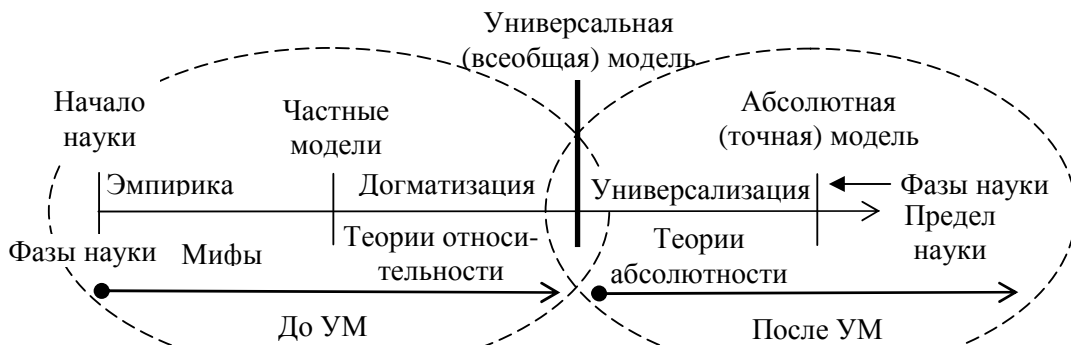 Универсальная
(всеобщая) модель
Начало
науки
Частные
модели
Абсолютная
(точная) модель
Эмпирика
Догматизация
Универсализация
Фазы науки
Предел
науки
Фазы науки
Мифы
Теории относи-
тельности
Теории
абсолютности
До УМ
После УМ